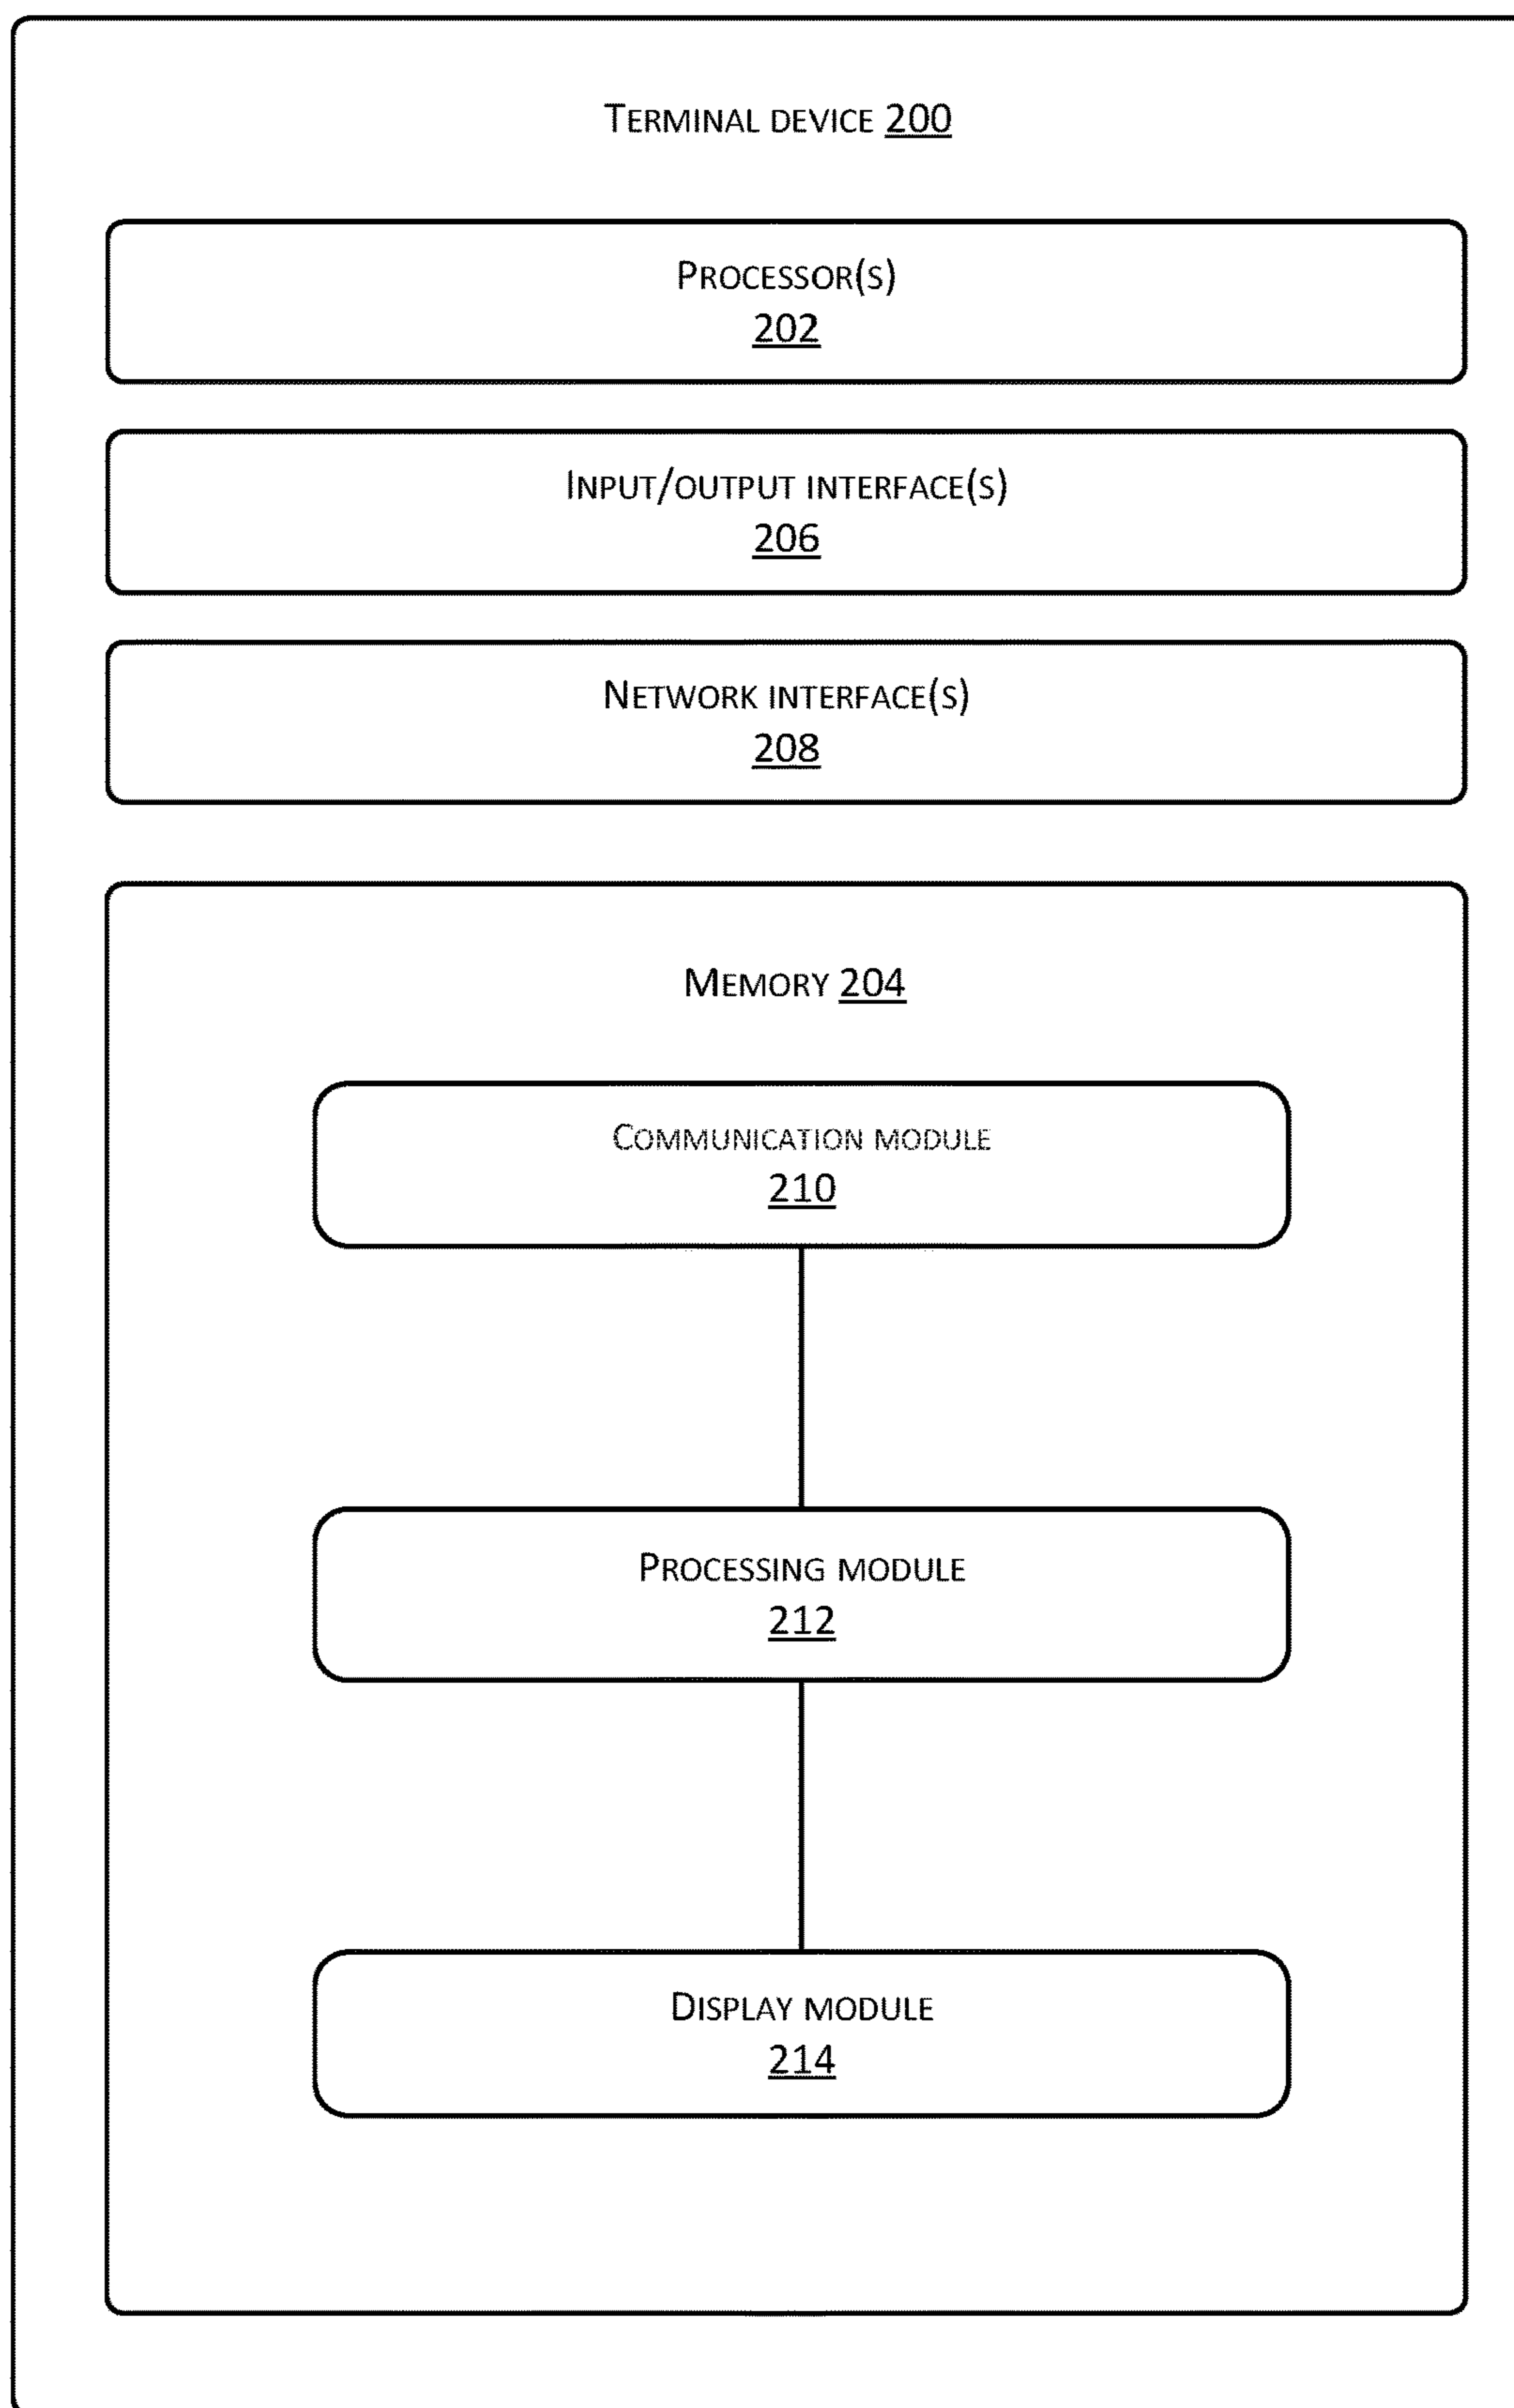 Terminal device 200
Processor(s)
202
Input/output interface(s)
206
Network interface(s)
208
Memory 204
Communication module
210
Processing module
212
Display module
214